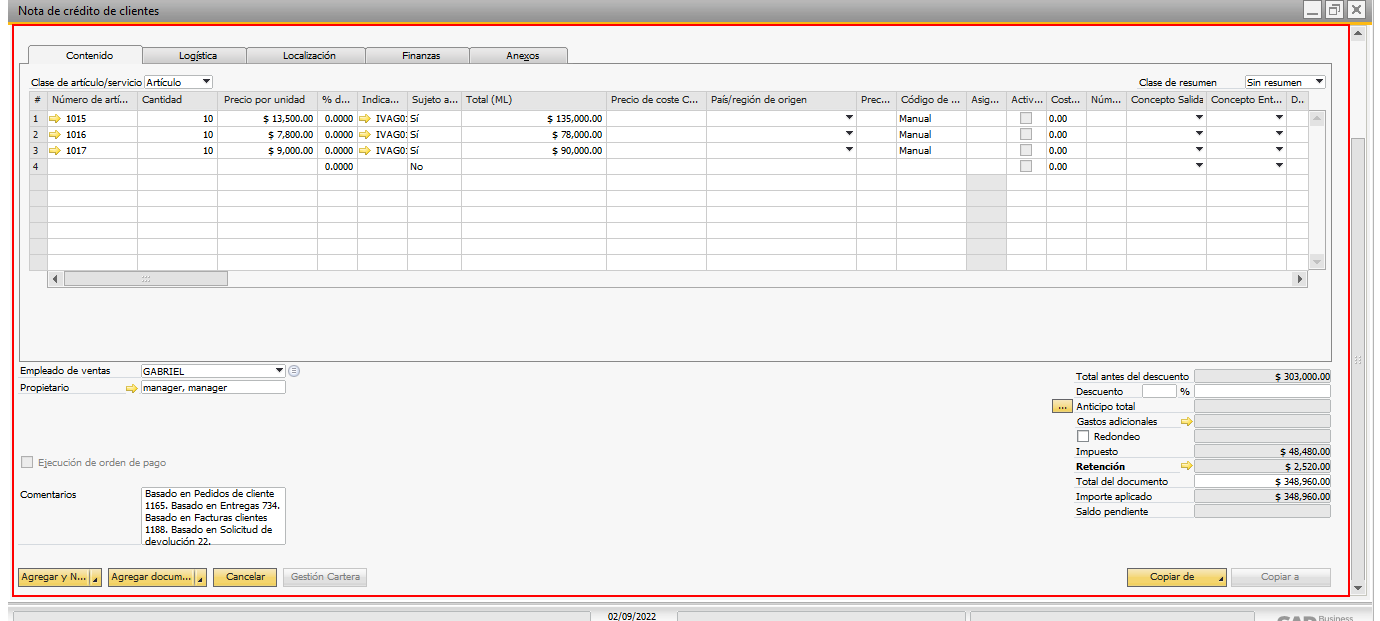 Nota de crédito de clientes
Contenido Logística Localización Finanzas Anexos
Clase de artículo/servicio Artículo Clase de resumen Sin resumen
# Número de artí... Cantidad Precio por unidad % d... Indica... Sujeto a... Total (ML) Precio de coste C... País/región de origen Prec... Código de ... Asig... Activ... Cost... Núm... Concepto Salida Concepto Ent... D..
1 1015 10 $ 13,500.00 0.0000 IVAG0 Sí $ 135,000.00 Manual 0.00
2 1016 10 $ 7,800.00 0.0000 IVAG0 Sí $ 78,000.00 Manual 0.00
3 1017 10 $ 9,000.00 0.0000 IVAG0 Sí $ 90,000.00 Manual 0.00
4 0.0000 No 0.00
Empleado de ventas GABRIEL
Propietario manager, manager
Total antes del descuento $ 303,000.00
Descuento %
... Anticipo total
Gastos adicionales
Redondeo
Impuesto $ 48,480.00
Retención $ 2,520.00
Total del documento $ 348,960.00
Importe aplicado $ 348,960.00
Saldo pendiente
Ejecución de orden de pago
Comentarios Basado en Pedidos de cliente
1165. Basado en Entregas 734.
Basado en Facturas clientes
1188. Basado en Solicitud de
devolución 22.
Agregar y N... Agregar docum... Cancelar Gestión Cartera Copiar de Copiar a
02/09/2022 SAP Business